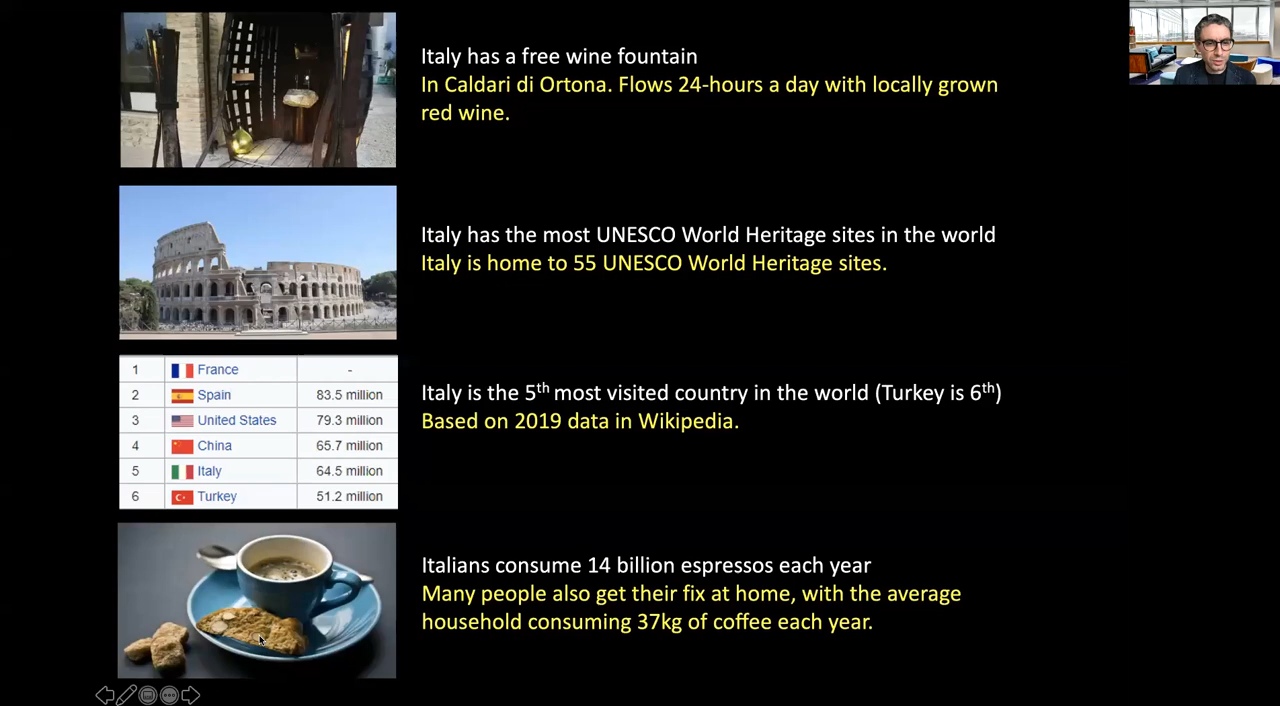 Italy has a free wine fountain
In Caldari di Ortona. Flows 24-hours a day with locally grown
red wine.
Italy has the most UNESCO World Heritage sites in the world
Italy is home to 55 UNESCO World Heritage sites.
1 France -
2 Spain 83.5 million
3 United States 79.3 million
4 China 65.7 million
5 Italy 64.5 million
6 Turkey 51.2 million
Italy is the 5th most visited country in the world (Turkey is 6th)
Based on 2019 data in Wikipedia.
Italians consume 14 billion espressos each year
Many people also get their fix at home, with the average
household consuming 37kg of coffee each year.